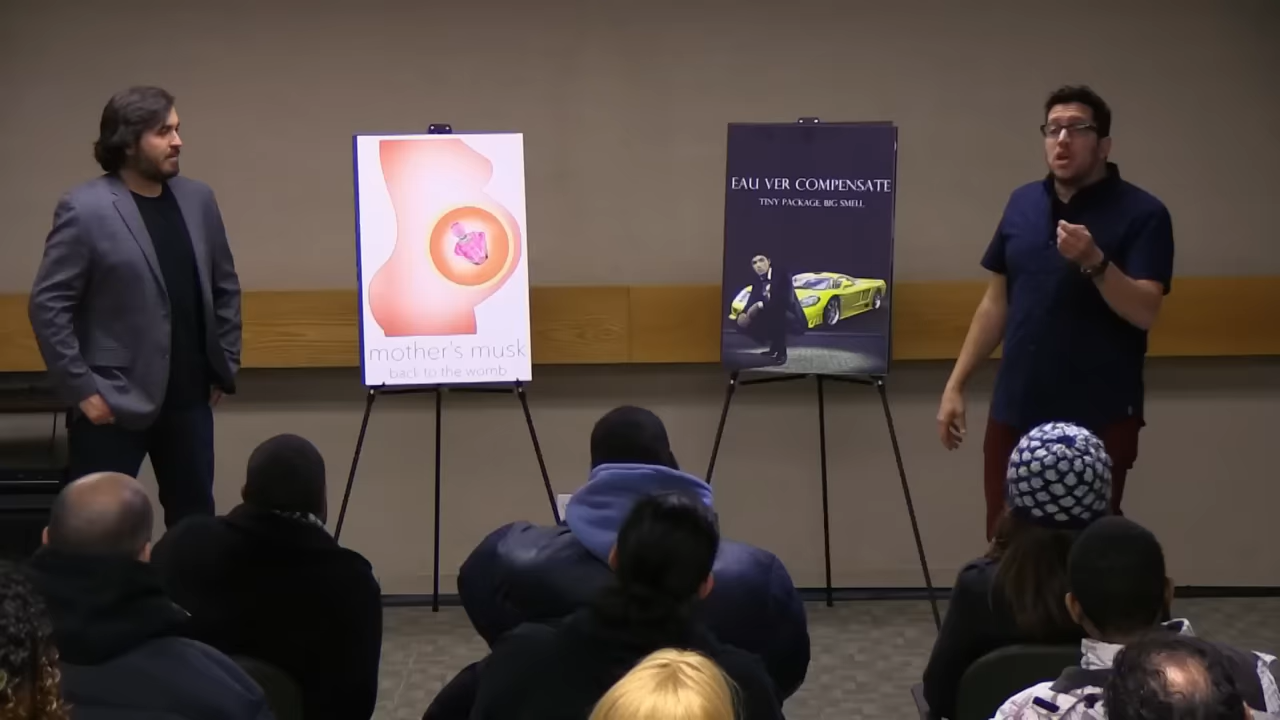 mother's musk
back to the womb
EAU VER COMPENSATE
TINY PACKAGE, BIG SMELL